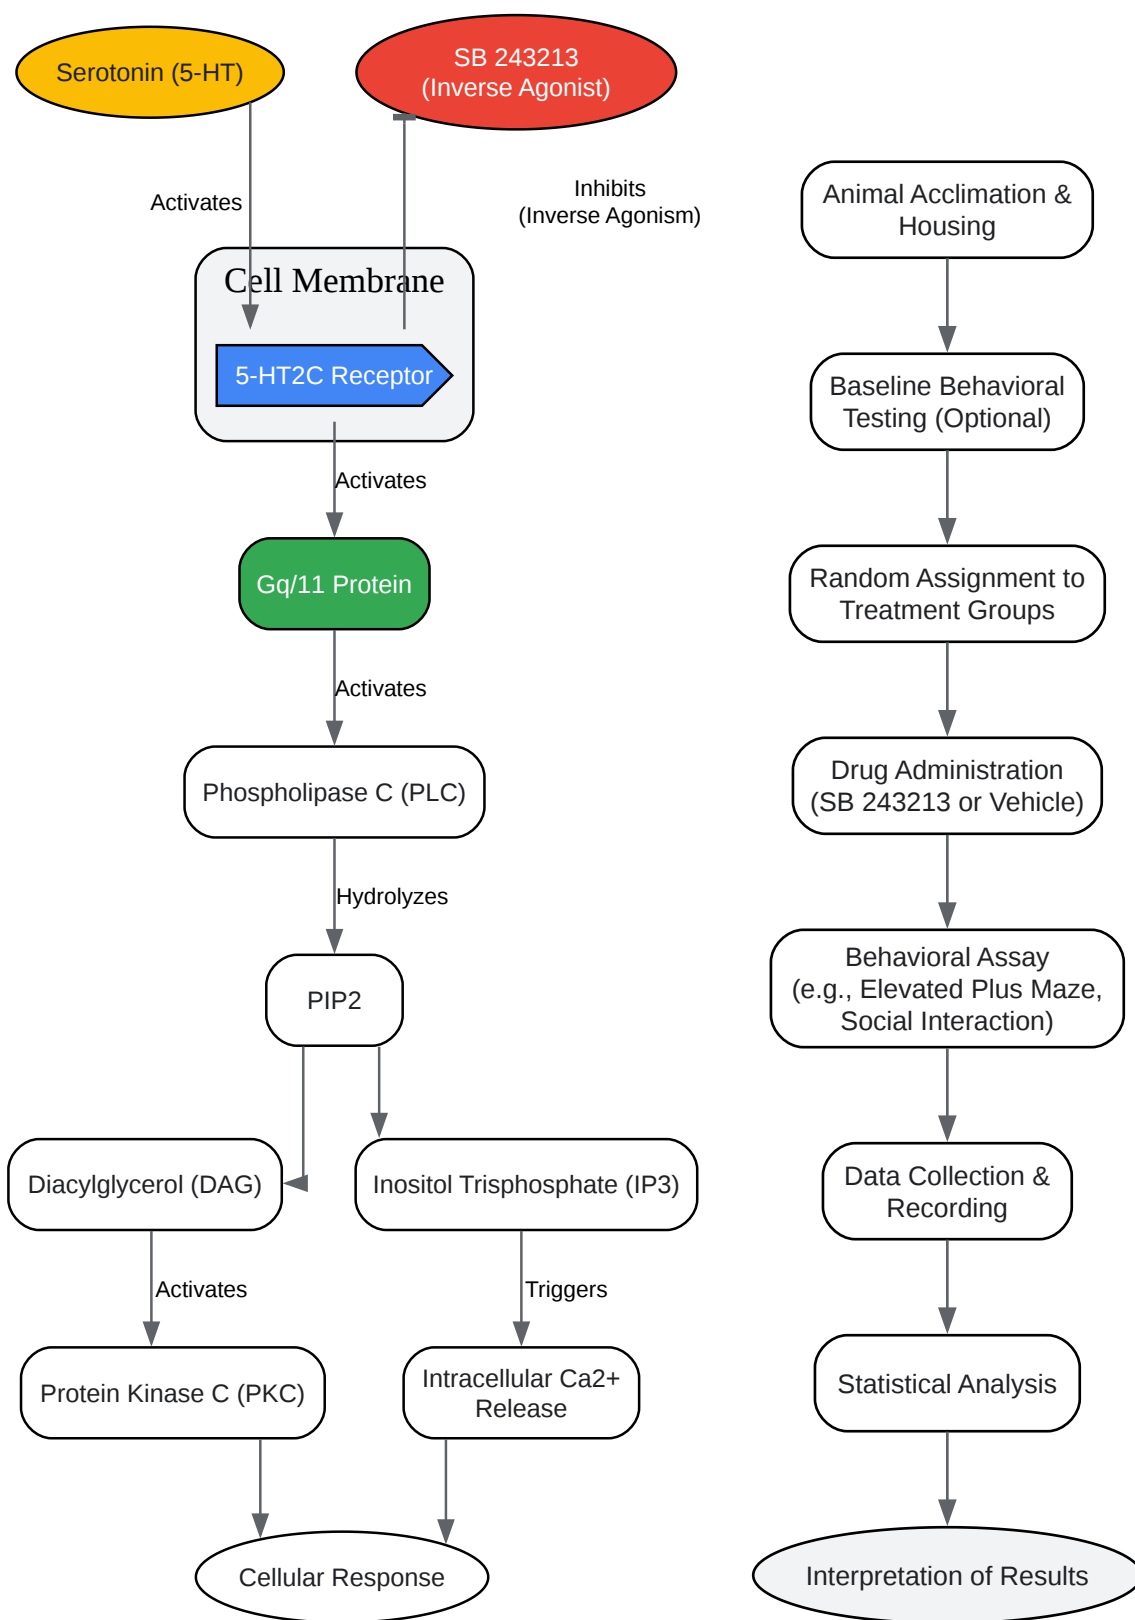 Serotonin (5-HT)
SB 243213
(Inverse Agonist)
Activates
Inhibits
(Inverse Agonism)
Cell Membrane
5-HT2C Receptor
Activates
Gq/11 Protein
Activates
Phospholipase C (PLC)
Hydrolyzes
PIP2
Diacylglycerol (DAG)
Inositol Trisphosphate (IP3)
Activates
Triggers
Protein Kinase C (PKC)
Intracellular Ca2+
Release
Cellular Response
Animal Acclimation &
Housing
Baseline Behavioral
Testing (Optional)
Random Assignment to
Treatment Groups
Drug Administration
(SB 243213 or Vehicle)
Behavioral Assay
(e.g., Elevated Plus Maze,
Social Interaction)
Data Collection &
Recording
Statistical Analysis
Interpretation of Results